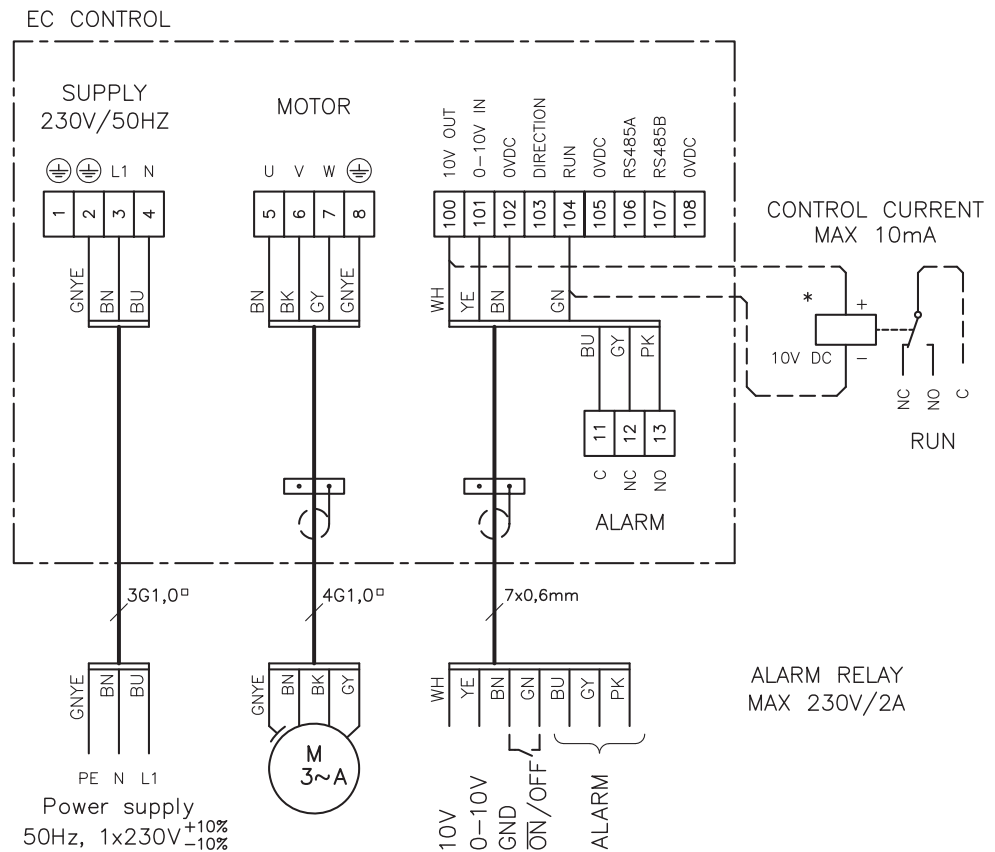 EC CONTROL
SUPPLY
230V/50HZ
L1 N
1 2 3 4
GNYE BN BU
MOTOR
U V W
5 6 7 8
BN BK GY GNYE
10V OUT
0-10V IN
0VDC
DIRECTION
RUN
0VDC
RS485A
RS485B
0VDC
100 101 102 103 104 105 106 107 108
WH YE BN GN
BU GY PK
11 12 13
C NC NO
ALARM
CONTROL CURRENT
MAX 10mA
*
+
10V DC –
NC NO C
RUN
3G1,0
4G1,0
7x0,6mm
GNYE BN BU
PE N L1
Power supply
50Hz, 1x230V +10%
−10%
GNYE BN BK GY
M
3~A
WH YE BN GN BU GY PK
10V
0-10V
GND
ON/OFF
ALARM
ALARM RELAY
MAX 230V/2A